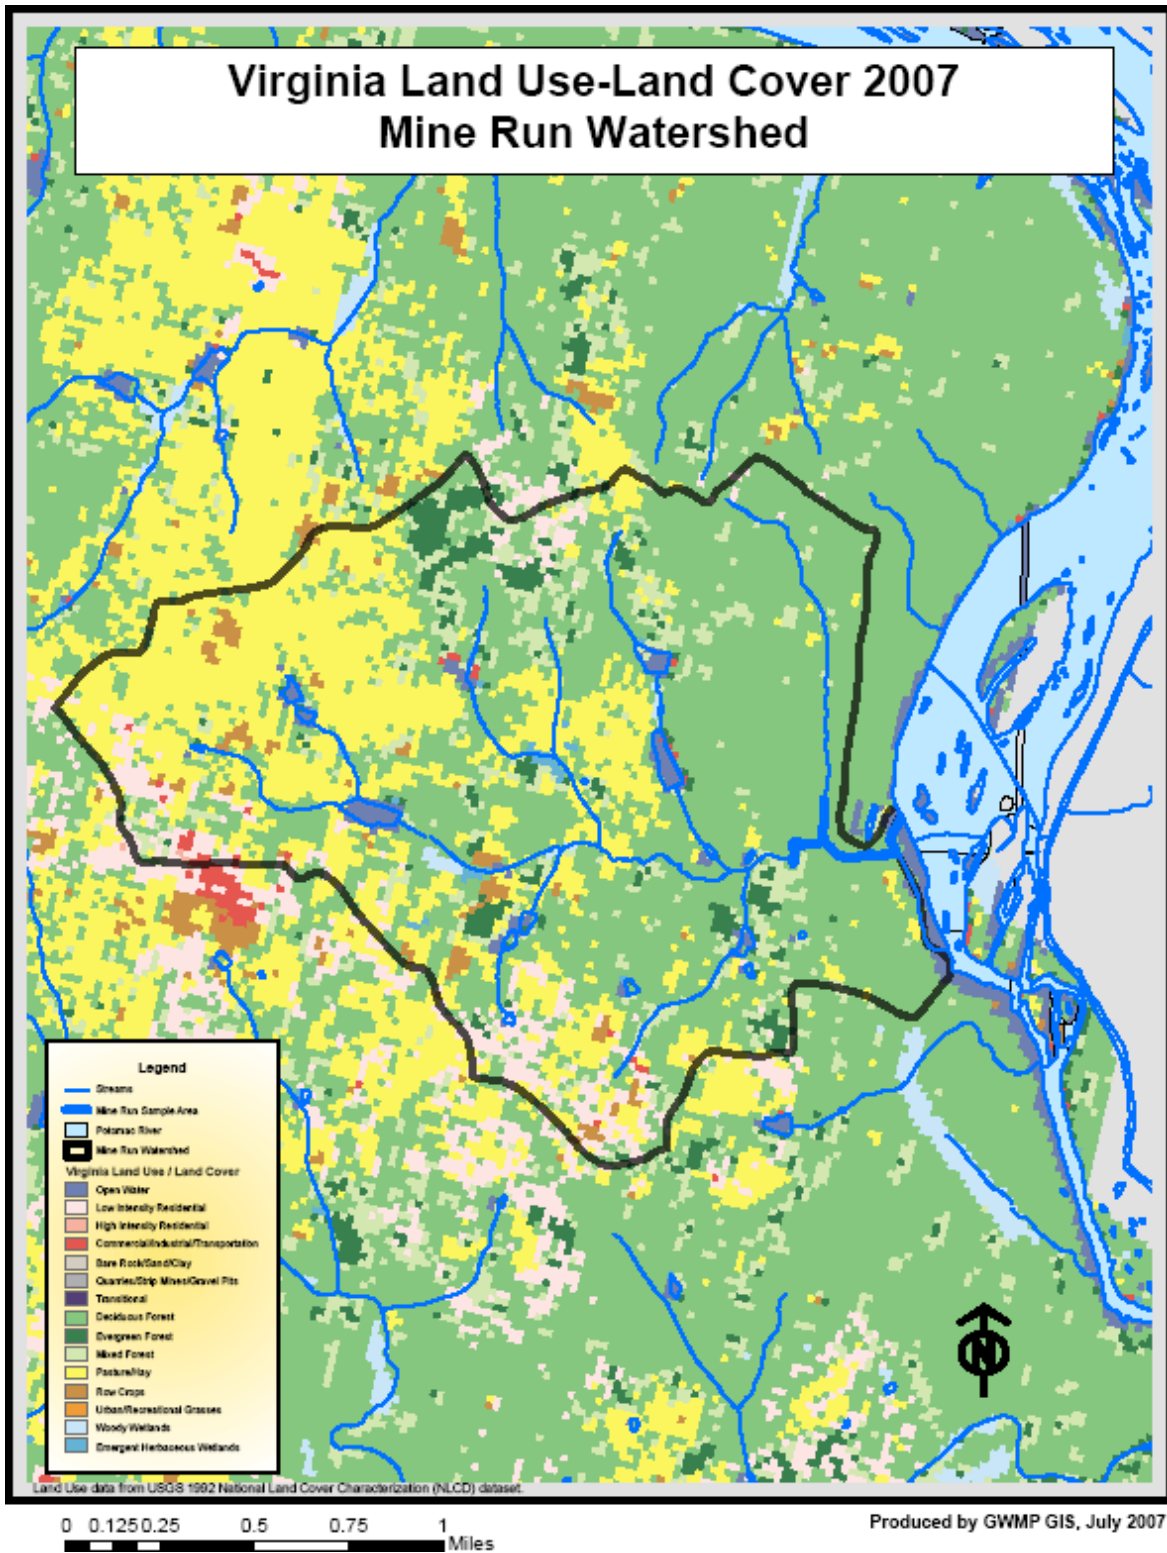 Virginia Land Use-Land Cover 2007
Mine Run Watershed
Legend
Streams
Mine Run Sample Area
Potomac River
Mine Run Watershed
Virginia Land Use / Land Cover
Open Water
Low Intensity Residential
High Intensity Residential
Commercial/Industrial/Transportation
Bare Rock/Sand/Clay
Quarries/Strip Mines/Gravel Pits
Transitional
Deciduous Forest
Evergreen Forest
Mixed Forest
Pasture/Hay
Row Crops
Urban/Recreational Grasses
Woody Wetlands
Emergent Herbaceous Wetlands
N
Land Use data from USGS 1992 National Land Cover Characterization (NLCD) dataset.
0 0.125 0.25 0.5 0.75 1
Miles
Produced by GWMP GIS, July 2007